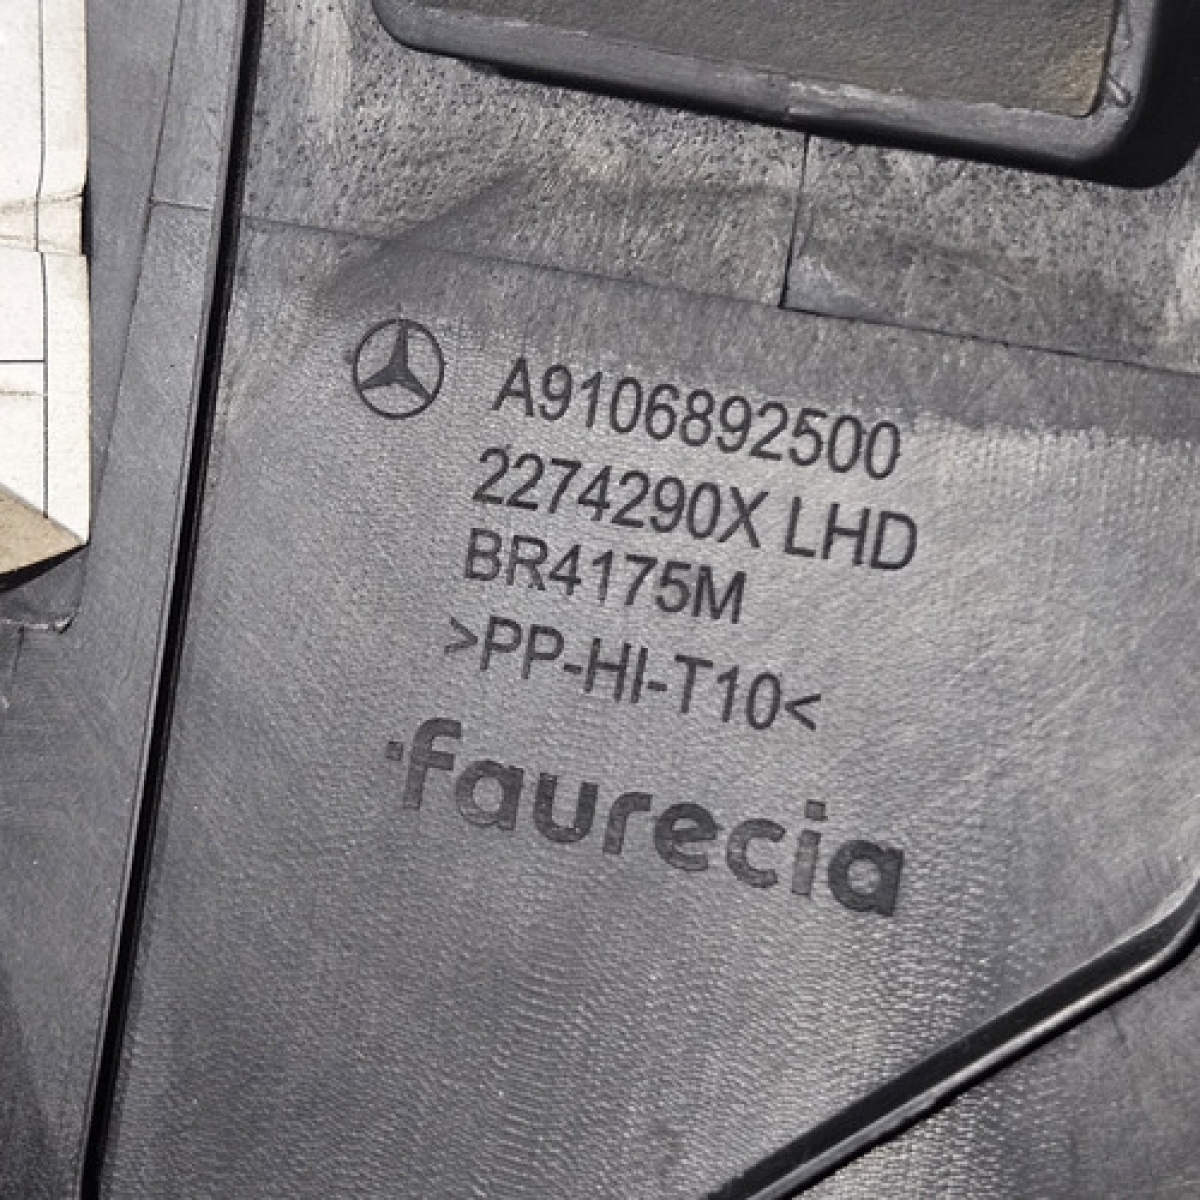 A9106892500
2274290X LHD
BR4175M
>PP-HI-T10<
faurecia